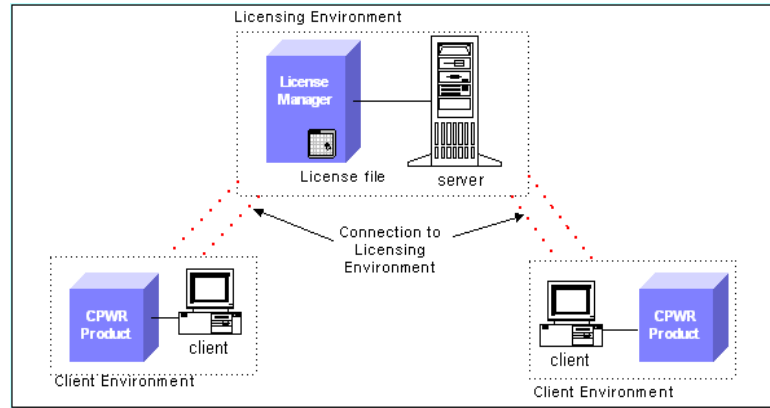 Licensing Environment
License
Manager
License file
server
Connection to
Licensing
Environment
CPWR
Product
client
Client Environment
client
CPWR
Product
Client Environment